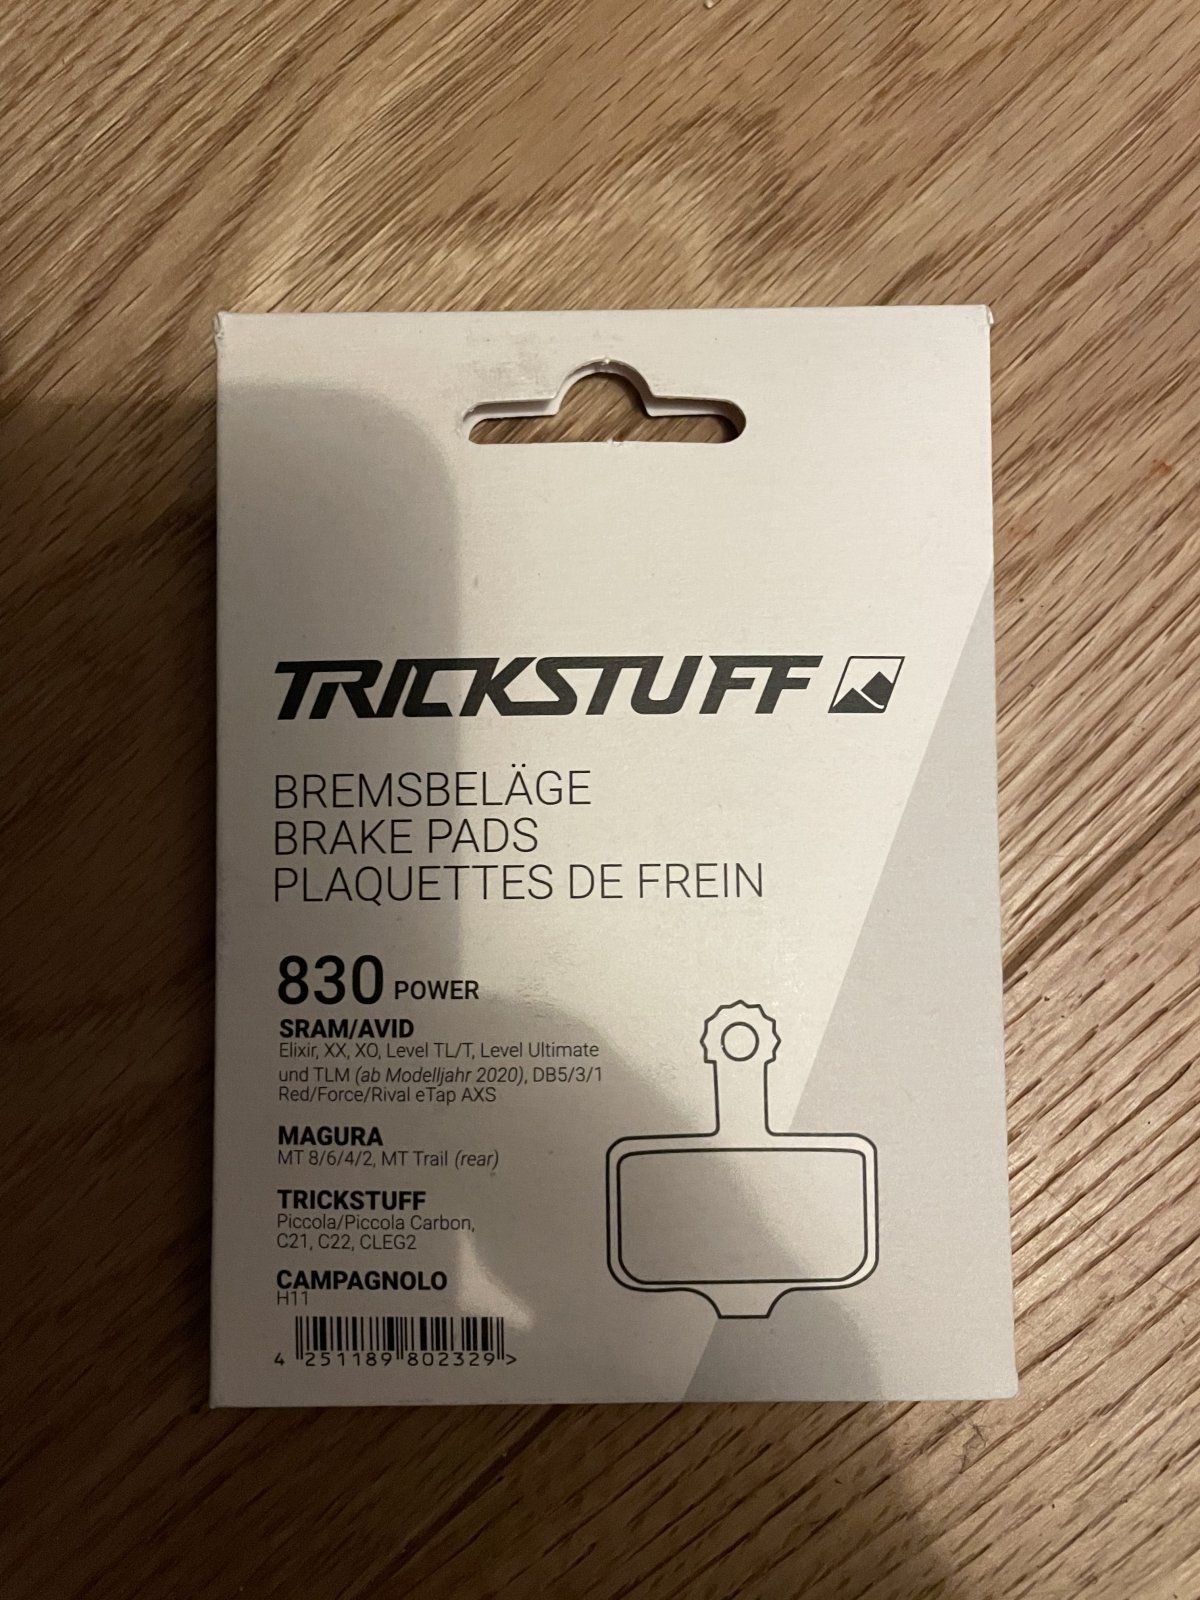 TRICKSTUFF
BREMSBELÄGE
BRAKE PADS
PLAQUETTES DE FREIN
830 POWER
SRAM/AVID
Elixir, XX, XO, Level TL/T, Level Ultimate
und TLM (ab Modelljahr 2020), DB5/3/1
Red/Force/Rival eTap AXS
MAGURA
MT 8/6/4/2, MT Trail (rear)
TRICKSTUFF
Piccola/Piccola Carbon,
C21, C22, CLEG2
CAMPAGNOLO
H11
4 251189 802329 >